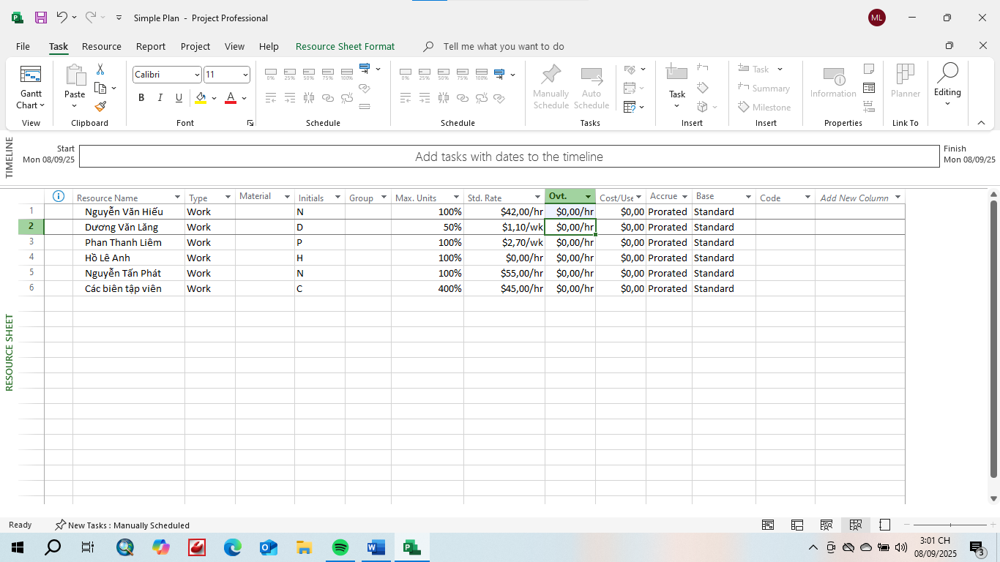 Simple Plan - Project Professional
ML
File Task Resource Report Project View Help Resource Sheet Format Tell me what you want to do
Gantt Chart
View
Paste
Clipboard
Calibri 11
B I U A
Font
0% 25% 50% 75% 100%
Schedule
0% 25% 50% 75% 100%
Schedule
Manually Schedule
Auto Schedule
Tasks
Task
Insert
Task
Summary
Milestone
Insert
Information
Properties
Planner
Link To
Editing
TIMELINE
Start
Mon 08/09/25
Add tasks with dates to the timeline
Finish
Mon 08/09/25
RESOURCE SHEET
Resource Name Type Material Initials Group Max. Units Std. Rate Ovt. Cost/Use Accrue Base Code Add New Column
1 Nguyễn Văn Hiếu Work N 100% $42,00/hr $0,00/hr $0,00 Prorated Standard
2 Dương Văn Lăng Work D 50% $1,10/wk $0,00/hr $0,00 Prorated Standard
3 Phan Thanh Liêm Work P 100% $2,70/wk $0,00/hr $0,00 Prorated Standard
4 Hồ Lê Anh Work H 100% $0,00/hr $0,00/hr $0,00 Prorated Standard
5 Nguyễn Tấn Phát Work N 100% $55,00/hr $0,00/hr $0,00 Prorated Standard
6 Các biên tập viên Work C 400% $45,00/hr $0,00/hr $0,00 Prorated Standard
Ready New Tasks : Manually Scheduled
3:01 CH
08/09/2025
3